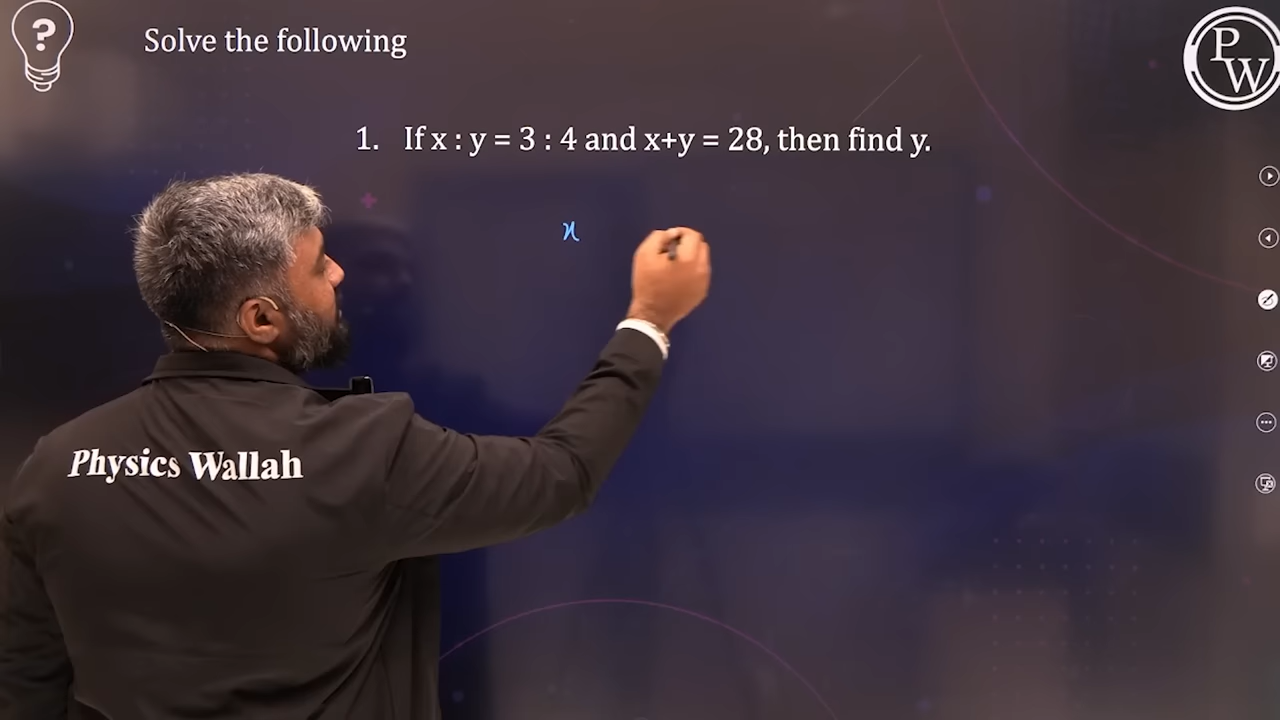 ?
Solve the following
PW
1. If x : y = 3 : 4 and x+y = 28, then find y.
x
Physics Wallah